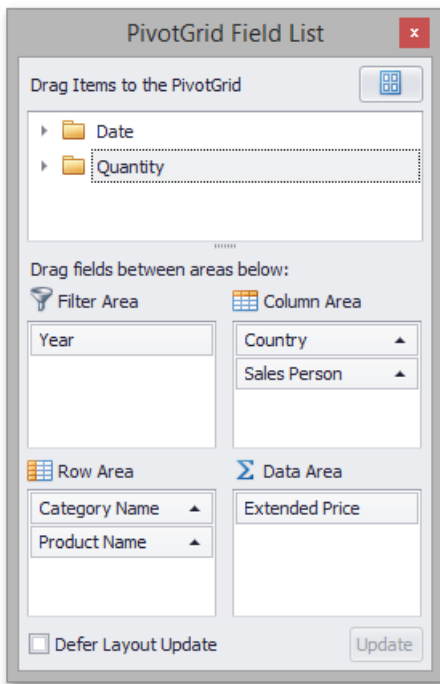 PivotGrid Field List
x
Drag Items to the PivotGrid
Date
Quantity
Drag fields between areas below:
Filter Area
Column Area
Year
Country
Sales Person
Row Area
Σ Data Area
Category Name
Product Name
Extended Price
Defer Layout Update
Update